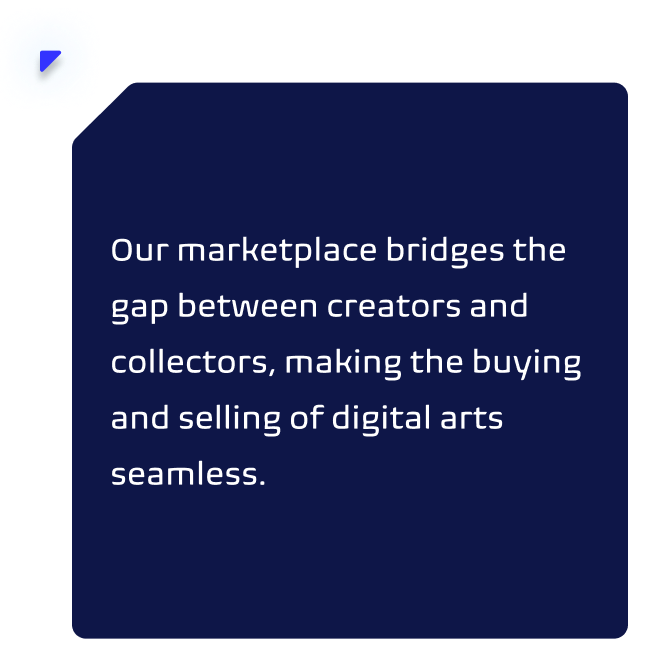 Our marketplace bridges the
gap between creators and
collectors, making the buying
and selling of digital arts
seamless.